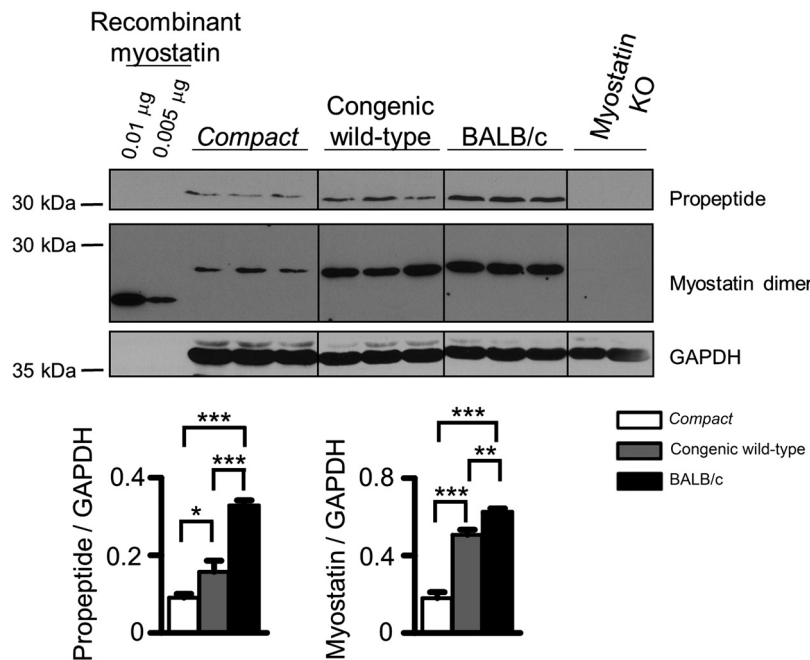 Recombinant
myostatin
0.01 µg
0.005 µg
Compact
Congenic
wild-type
BALB/c
Myostatin
KO
30 kDa
Propeptide
30 kDa
Myostatin dimer
35 kDa
GAPDH
Propeptide / GAPDH
0.4
0.2
0
***
***
*
Myostatin / GAPDH
0.8
0.4
0
***
**
***
Compact
Congenic wild-type
BALB/c